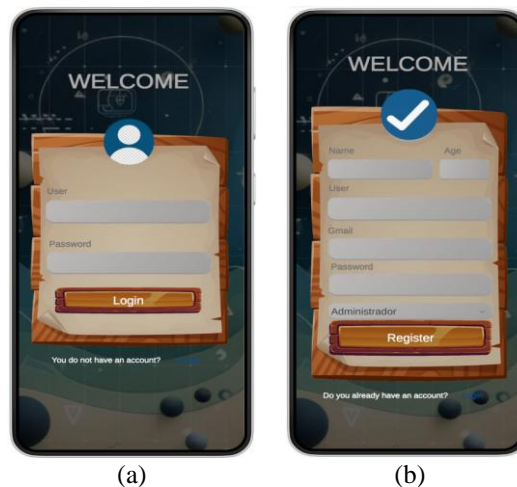 WELCOME
User
Password
Login
You do not have an account?
(a)
WELCOME
Name Age
User
Gmail
Password
Administrador
Register
Do you already have an account?
(b)